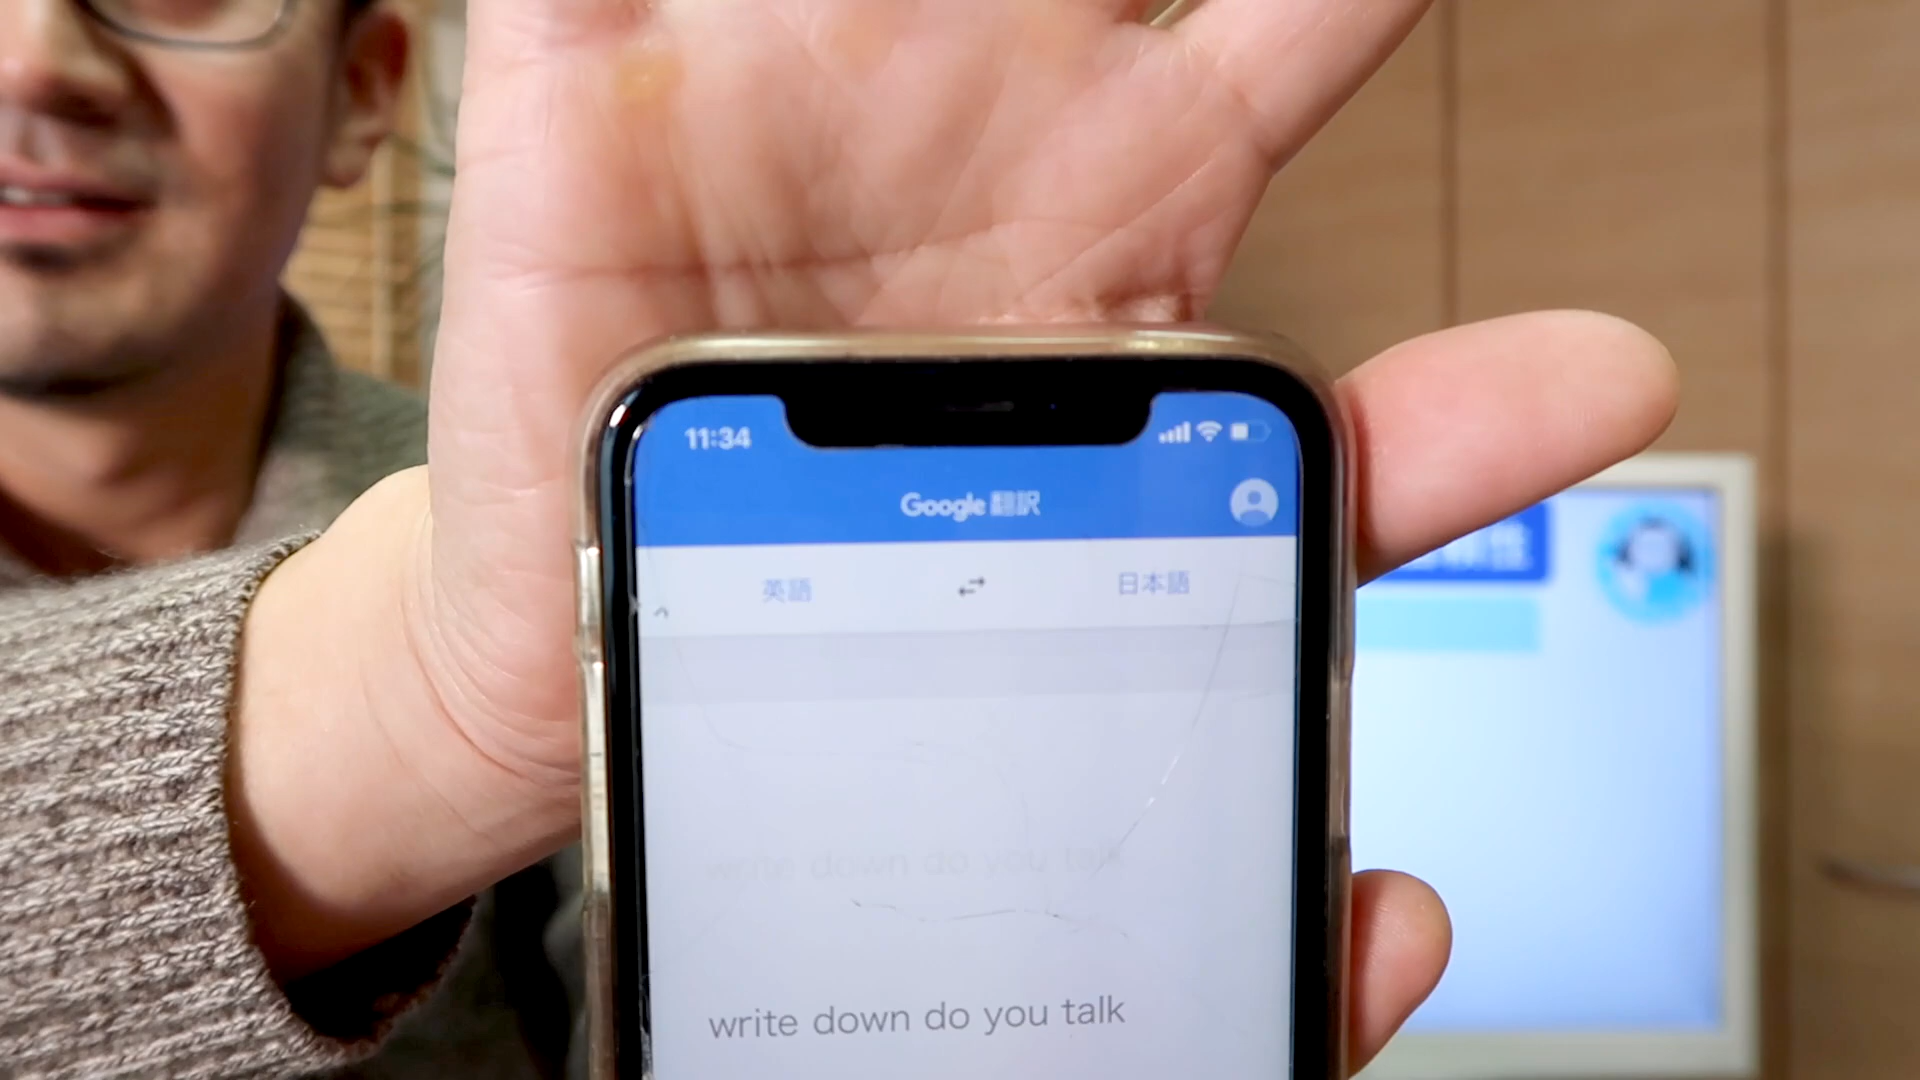 11:34
Google 翻訳
英語
日本語
write down do you talk
write down do you talk